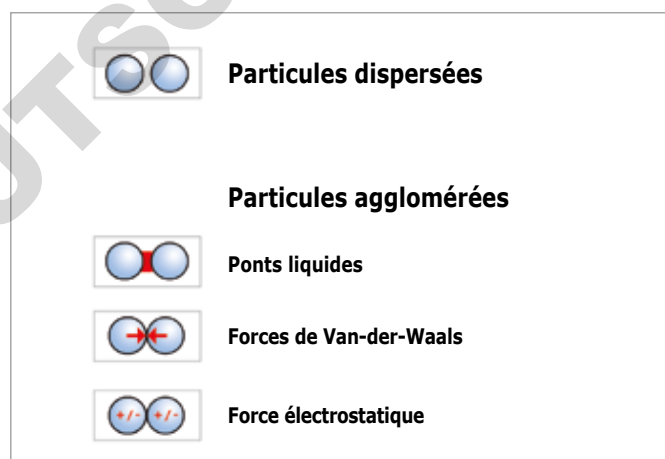 Particules dispersées
Particules agglomérées
Ponts liquides
Forces de Van-der-Waals
+/- +/-
Force électrostatique